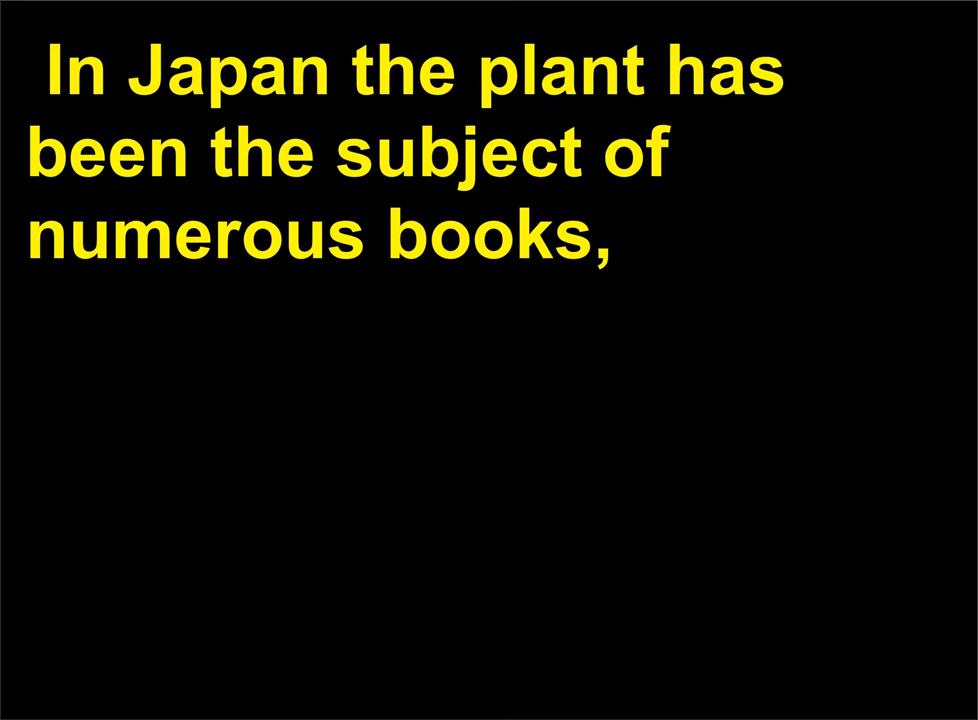 In Japan the plant has
been the subject of
numerous books,